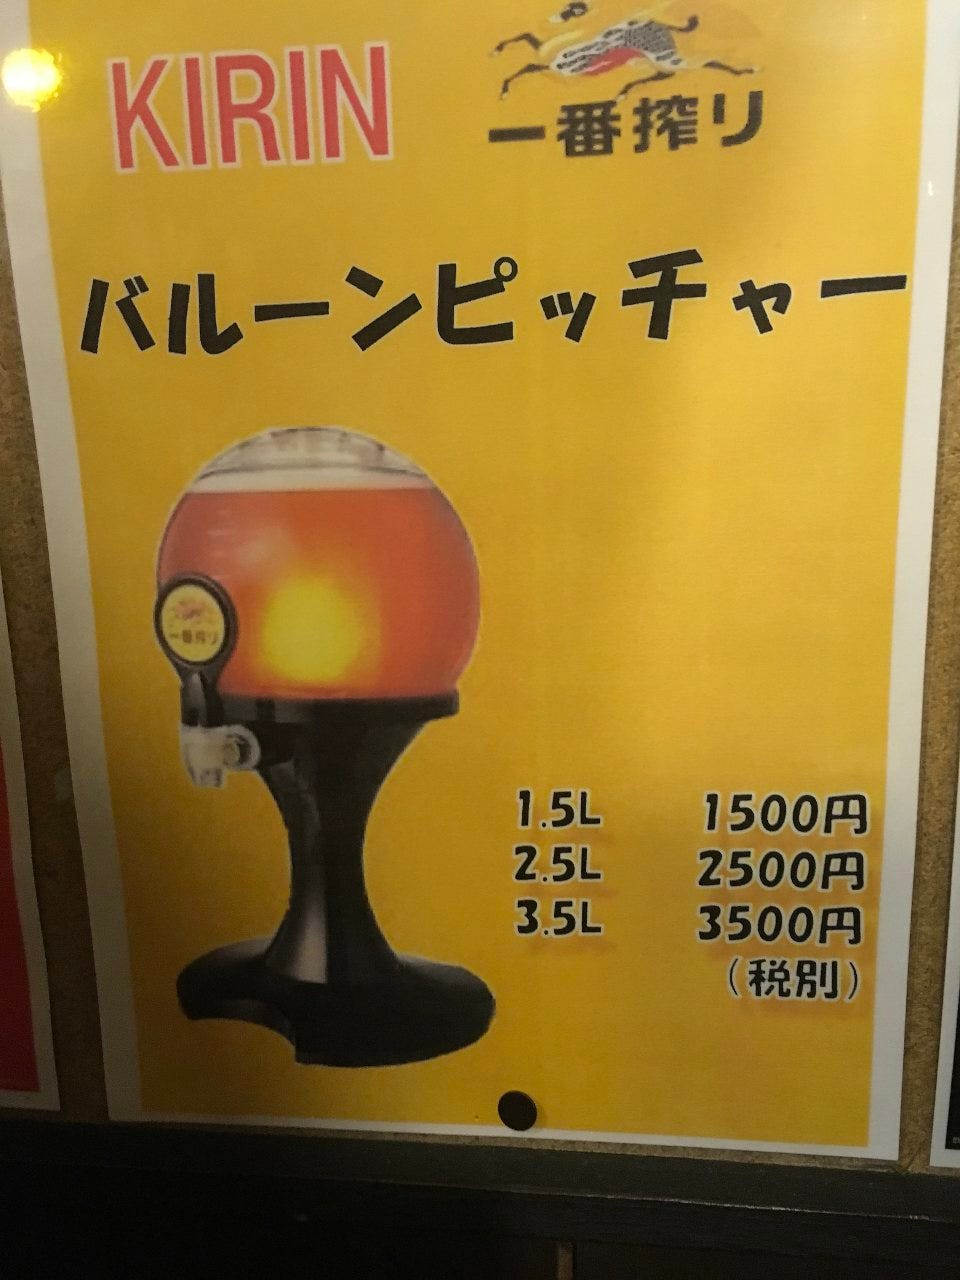 KIRIN
一番搾り
バルーンピッチャー
一番搾り
1.5L 1500円
2.5L 2500円
3.5L 3500円
(税別)